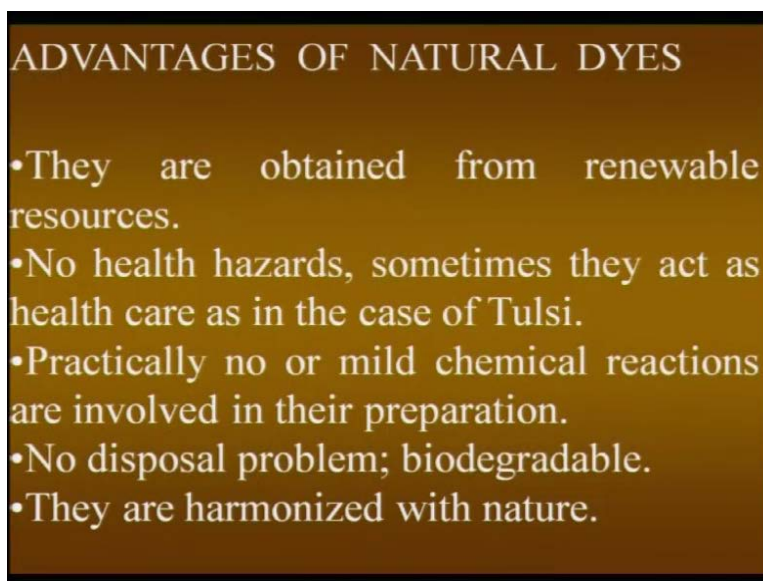 ADVANTAGES OF NATURAL DYES
•They are obtained from renewable
resources.
•No health hazards, sometimes they act as
health care as in the case of Tulsi.
•Practically no or mild chemical reactions
are involved in their preparation.
•No disposal problem; biodegradable.
•They are harmonized with nature.